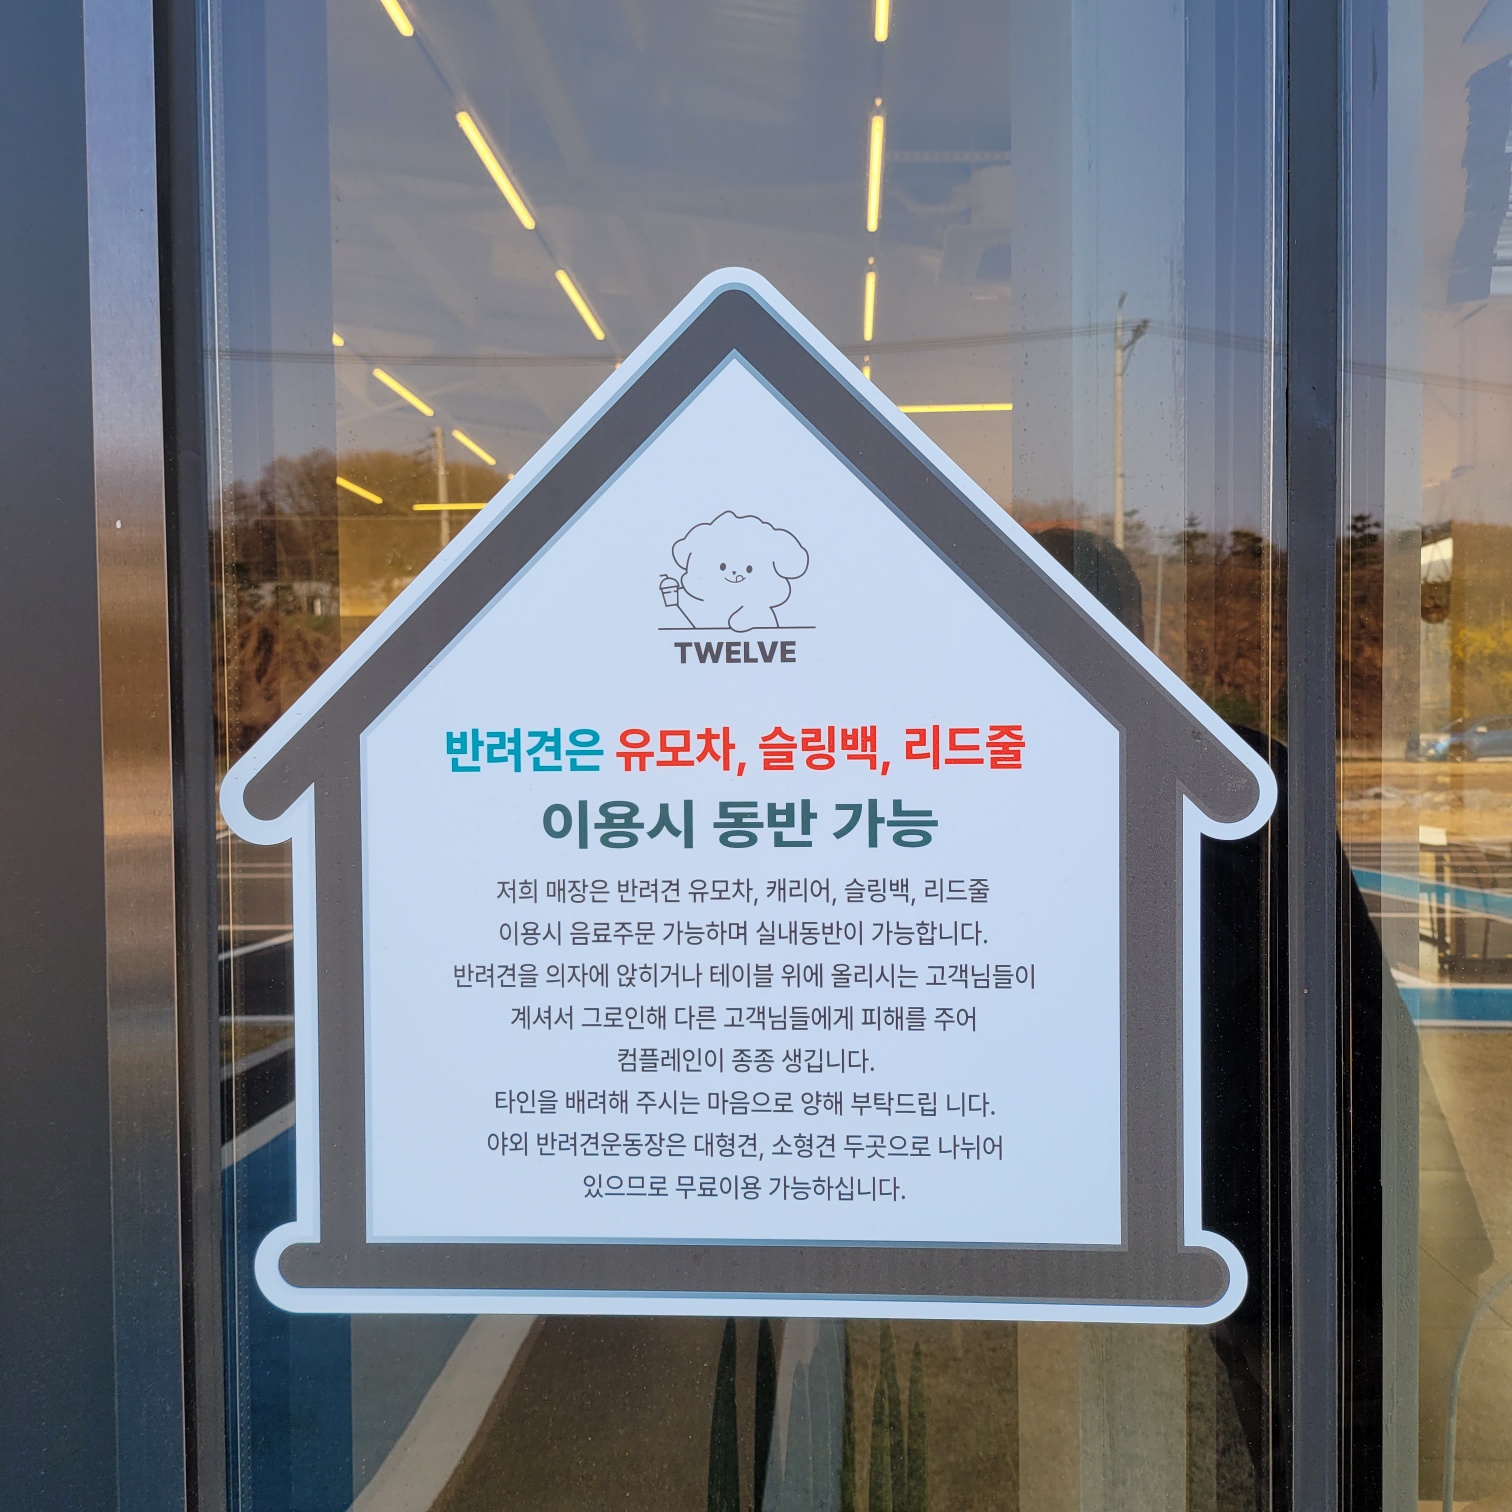 TWELVE
반려견은 유모차, 슬링백, 리드줄
이용시 동반 가능
저희 매장은 반려견 유모차, 캐리어, 슬링백, 리드줄
이용시 음료주문 가능하며 실내동반이 가능합니다.
반려견을 의자에 앉히거나 테이블 위에 올리시는 고객님들이
계셔서 그로인해 다른 고객님들에게 피해를 주어
컴플레인이 종종 생깁니다.
타인을 배려해 주시는 마음으로 양해 부탁드립 니다.
야외 반려견운동장은 대형견, 소형견 두곳으로 나뉘어
있으므로 무료이용 가능하십니다.